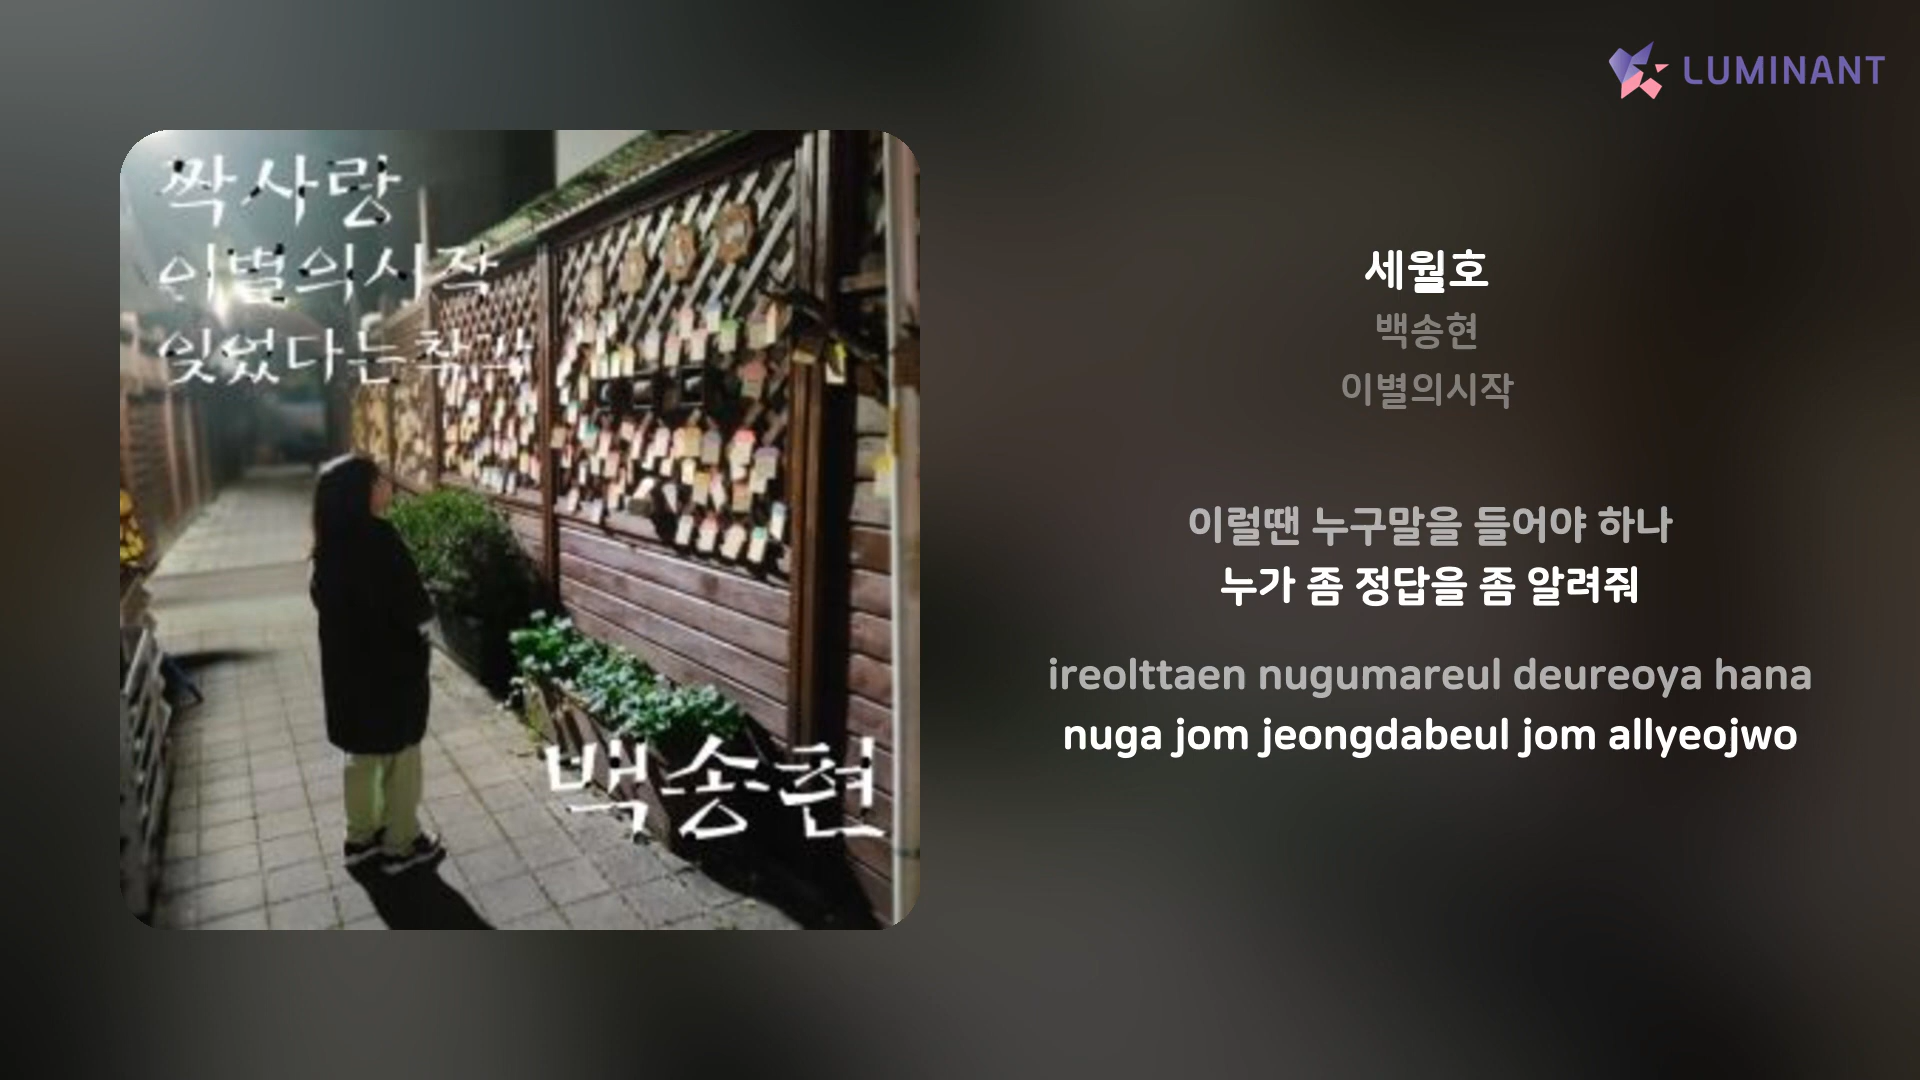 LUMINANT
짝사랑
이별의시작
잊었다는 착각
백송현
세월호
백송현
이별의시작
이럴땐 누구말을 들어야 하나
누가 좀 정답을 좀 알려줘
ireolttaen nugumareul deureoya hana
nuga jom jeongdabeul jom allyeojwo